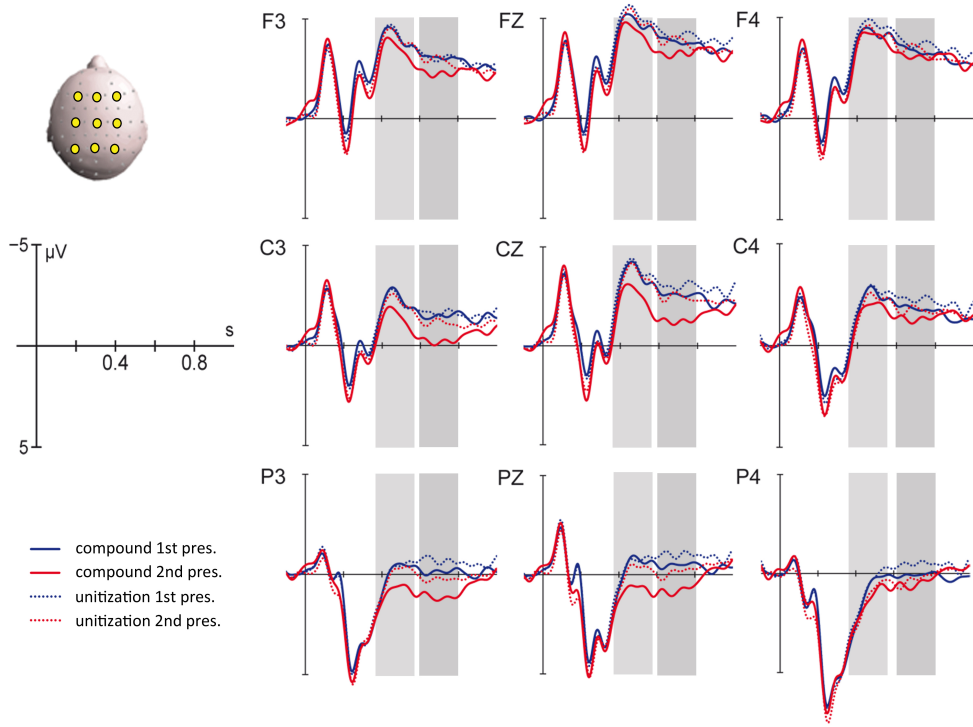 F3
FZ
F4
−5
µV
s
0.4
0.8
5
C3
CZ
C4
P3
PZ
P4
compound 1st pres.
compound 2nd pres.
unitization 1st pres.
unitization 2nd pres.